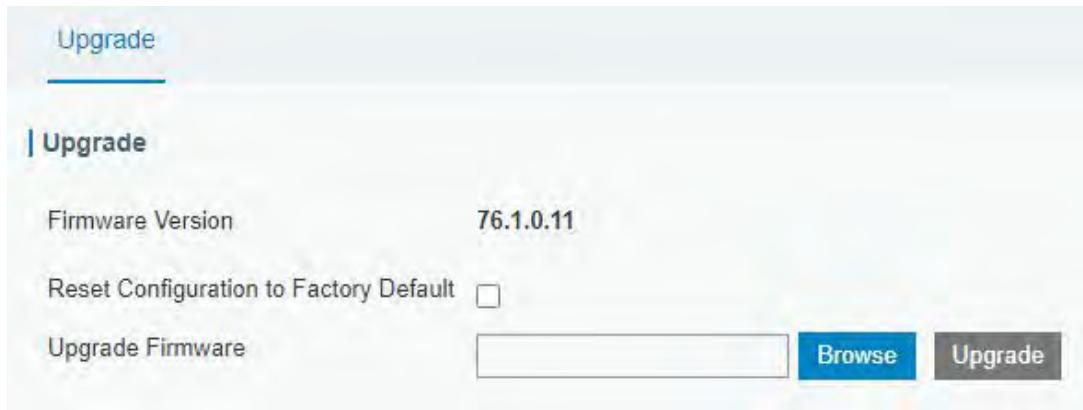 Upgrade
Upgrade
Firmware Version 76.1.0.11
Reset Configuration to Factory Default
Upgrade Firmware Browse Upgrade